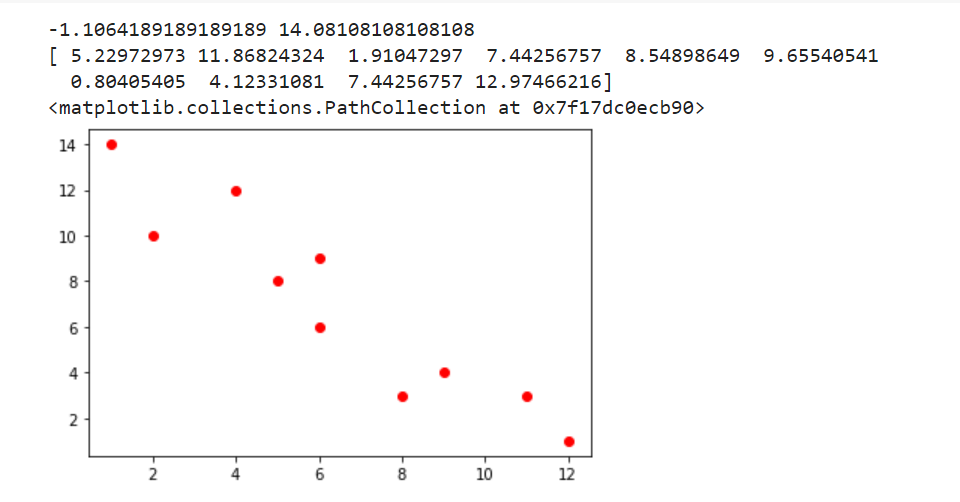 -1.1064189189189189 14.08108108108108
[ 5.22972973 11.86824324  1.91047297  7.44256757  8.54898649  9.65540541
  0.80405405  4.12331081  7.44256757 12.97466216]
<matplotlib.collections.PathCollection at 0x7f17dc0ecb90>
14
12
10
8
6
4
2
2 4 6 8 10 12